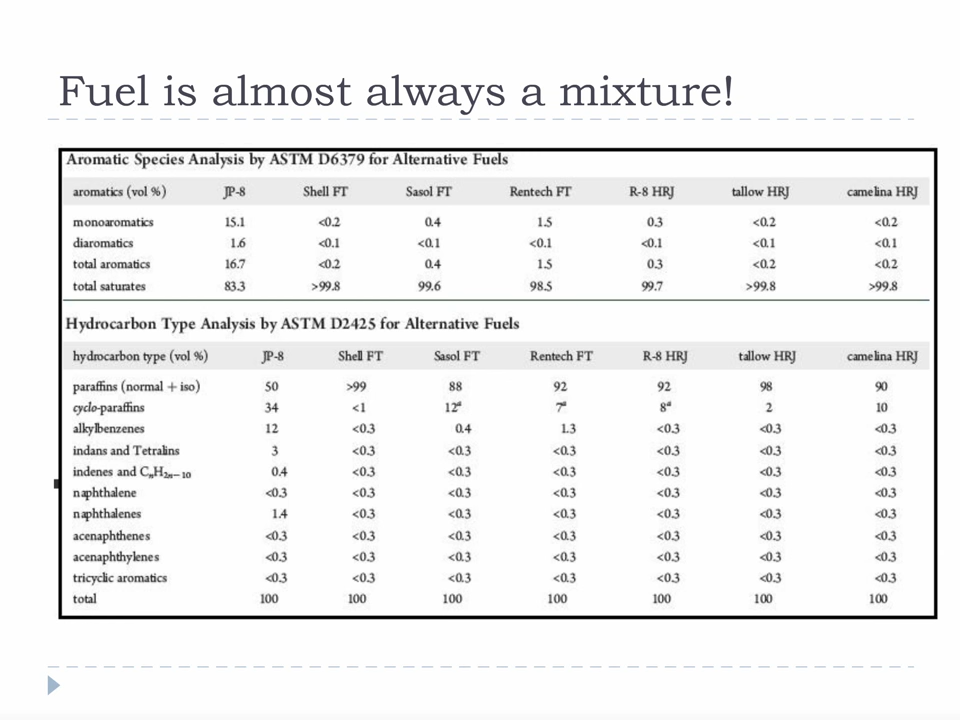 Fuel is almost always a mixture!
Aromatic Species Analysis by ASTM D6379 for Alternative Fuels
aromatics (vol %) JP-8 Shell FT Sasol FT Rentech FT R-8 HRJ tallow HRJ camelina HRJ
monoaromatics 15.1 <0.2 0.4 1.5 0.3 <0.2 <0.2
diaromatics 1.6 <0.1 <0.1 <0.1 <0.1 <0.1 <0.1
total aromatics 16.7 <0.2 0.4 1.5 0.3 <0.2 <0.2
total saturates 83.3 >99.8 99.6 98.5 99.7 >99.8 >99.8
Hydrocarbon Type Analysis by ASTM D2425 for Alternative Fuels
hydrocarbon type (vol %) JP-8 Shell FT Sasol FT Rentech FT R-8 HRJ tallow HRJ camelina HRJ
paraffins (normal + iso) 50 >99 88 92 92 98 90
cyclo-paraffins 34 <1 12ᵃ 7ᵃ 8ᵃ 2 10
alkylbenzenes 12 <0.3 0.4 1.3 <0.3 <0.3 <0.3
indans and Tetralins 3 <0.3 <0.3 <0.3 <0.3 <0.3 <0.3
indenes and CₙH₂ₙ₋₁₀ 0.4 <0.3 <0.3 <0.3 <0.3 <0.3 <0.3
naphthalene <0.3 <0.3 <0.3 <0.3 <0.3 <0.3 <0.3
naphthalenes 1.4 <0.3 <0.3 <0.3 <0.3 <0.3 <0.3
acenaphthenes <0.3 <0.3 <0.3 <0.3 <0.3 <0.3 <0.3
acenaphthylenes <0.3 <0.3 <0.3 <0.3 <0.3 <0.3 <0.3
tricyclic aromatics <0.3 <0.3 <0.3 <0.3 <0.3 <0.3 <0.3
total 100 100 100 100 100 100 100